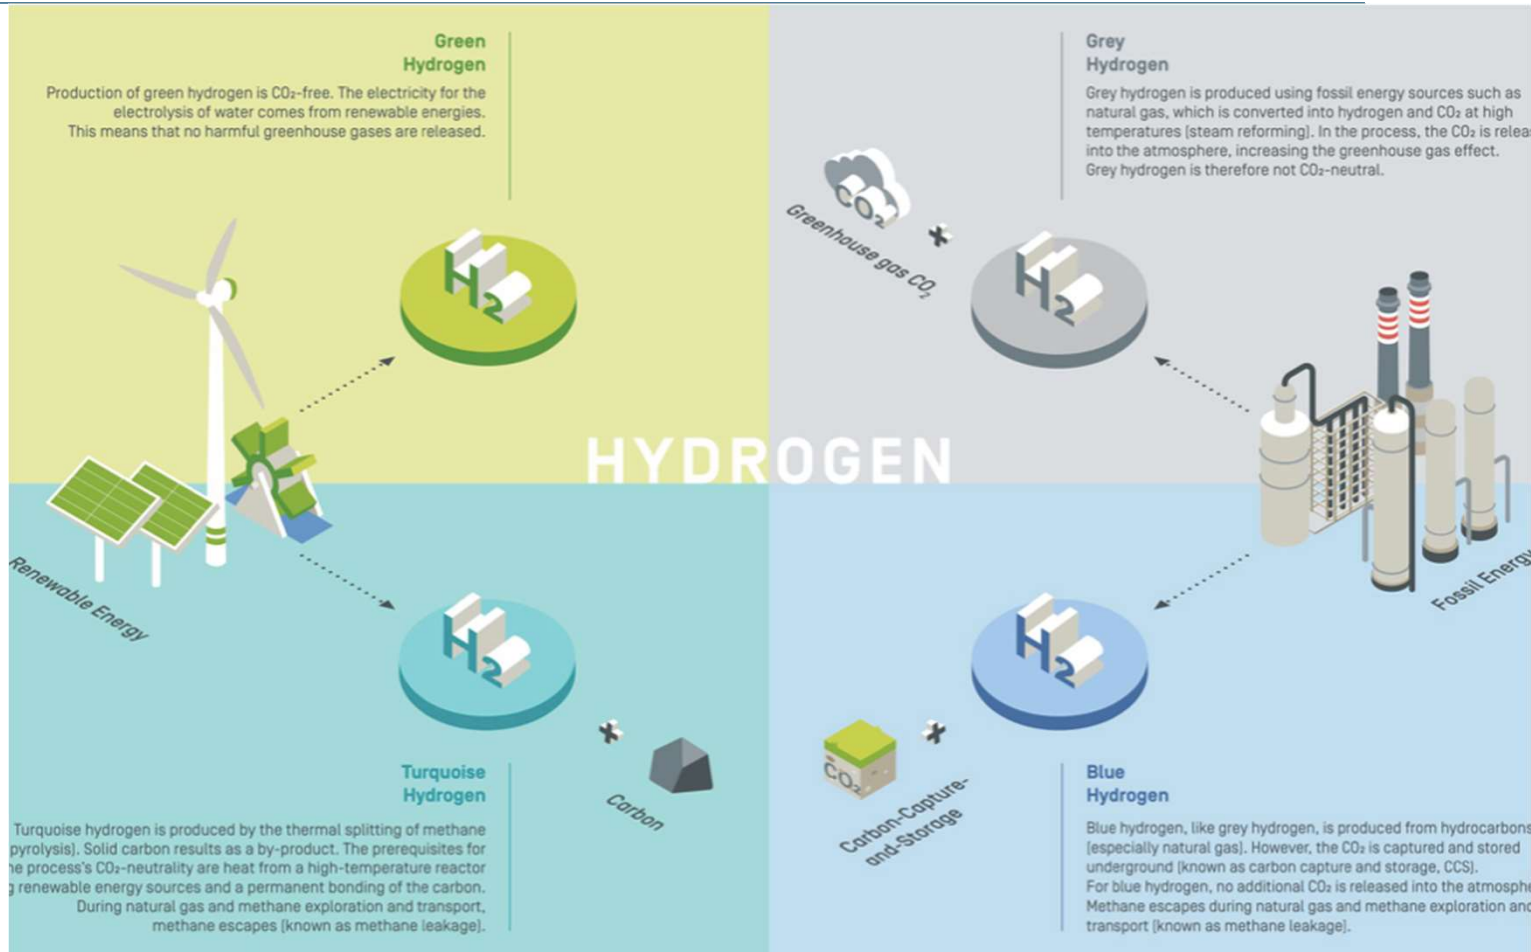 Green
Hydrogen
Production of green hydrogen is CO₂-free. The electricity for the
electrolysis of water comes from renewable energies.
This means that no harmful greenhouse gases are released.
Grey
Hydrogen
Grey hydrogen is produced using fossil energy sources such as
natural gas, which is converted into hydrogen and CO₂ at high
temperatures (steam reforming). In the process, the CO₂ is
into the atmosphere, increasing the greenhouse gas effect.
Grey hydrogen is therefore not CO₂-neutral.
CO₂
Greenhouse gas CO₂
H₂
H₂
HYDROGEN
Renewable Energy
Fossil Energy
H₂
H₂
Carbon
CO₂
Carbon-Capture-
and-Storage
Turquoise
Hydrogen
Turquoise hydrogen is produced by the thermal splitting of methane
pyrolysis). Solid carbon results as a by-product. The prerequisites for
process's CO₂-neutrality are heat from a high-temperature reactor
renewable energy sources and a permanent bonding of the carbon.
During natural gas and methane exploration and transport,
methane escapes (known as methane leakage).
Blue
Hydrogen
Blue hydrogen, like grey hydrogen, is produced from hydrocarbons
(especially natural gas). However, the CO₂ is captured and stored
underground (known as carbon capture and storage, CCS).
For blue hydrogen, no additional CO₂ is released into the
Methane escapes during natural gas and methane exploration and
transport (known as methane leakage).